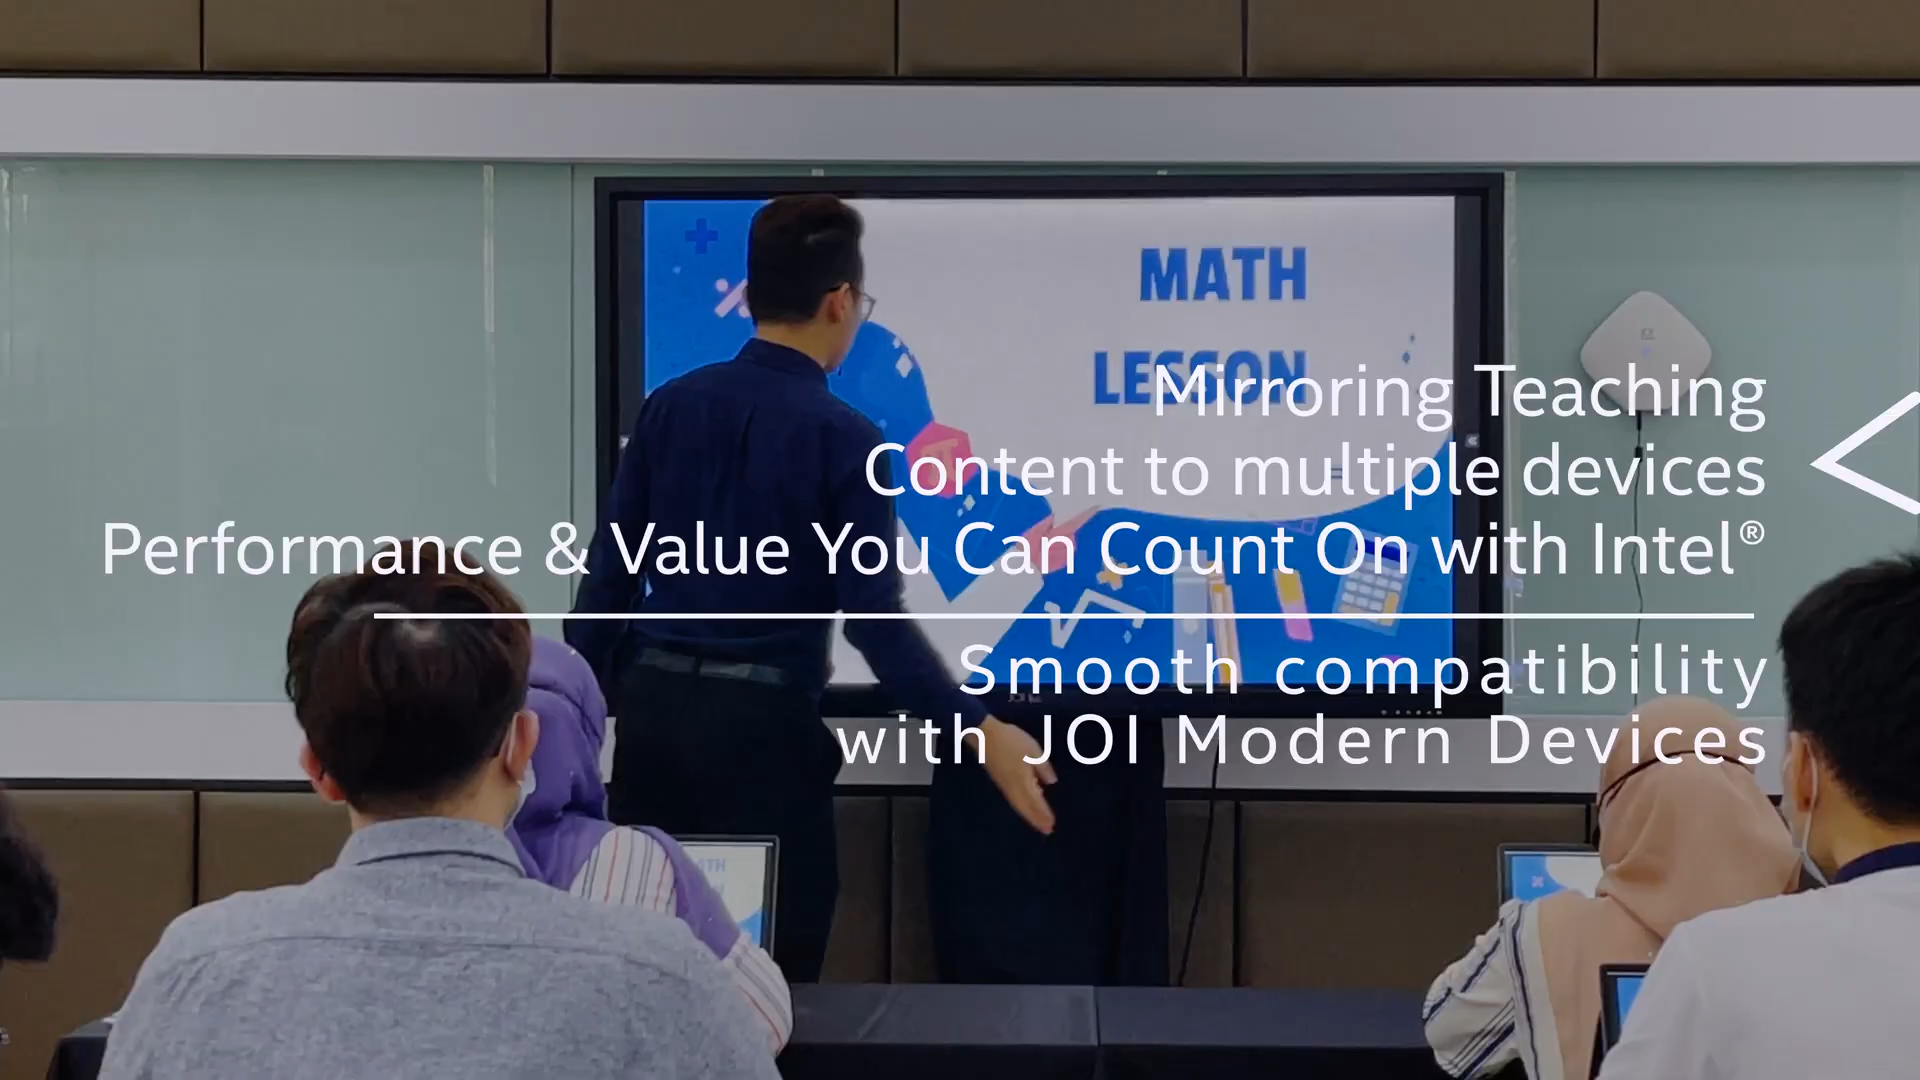 MATH
LESSON
Mirroring Teaching
Content to multiple devices
Performance & Value You Can Count On with Intel®
Smooth compatibility
with JOI Modern Devices